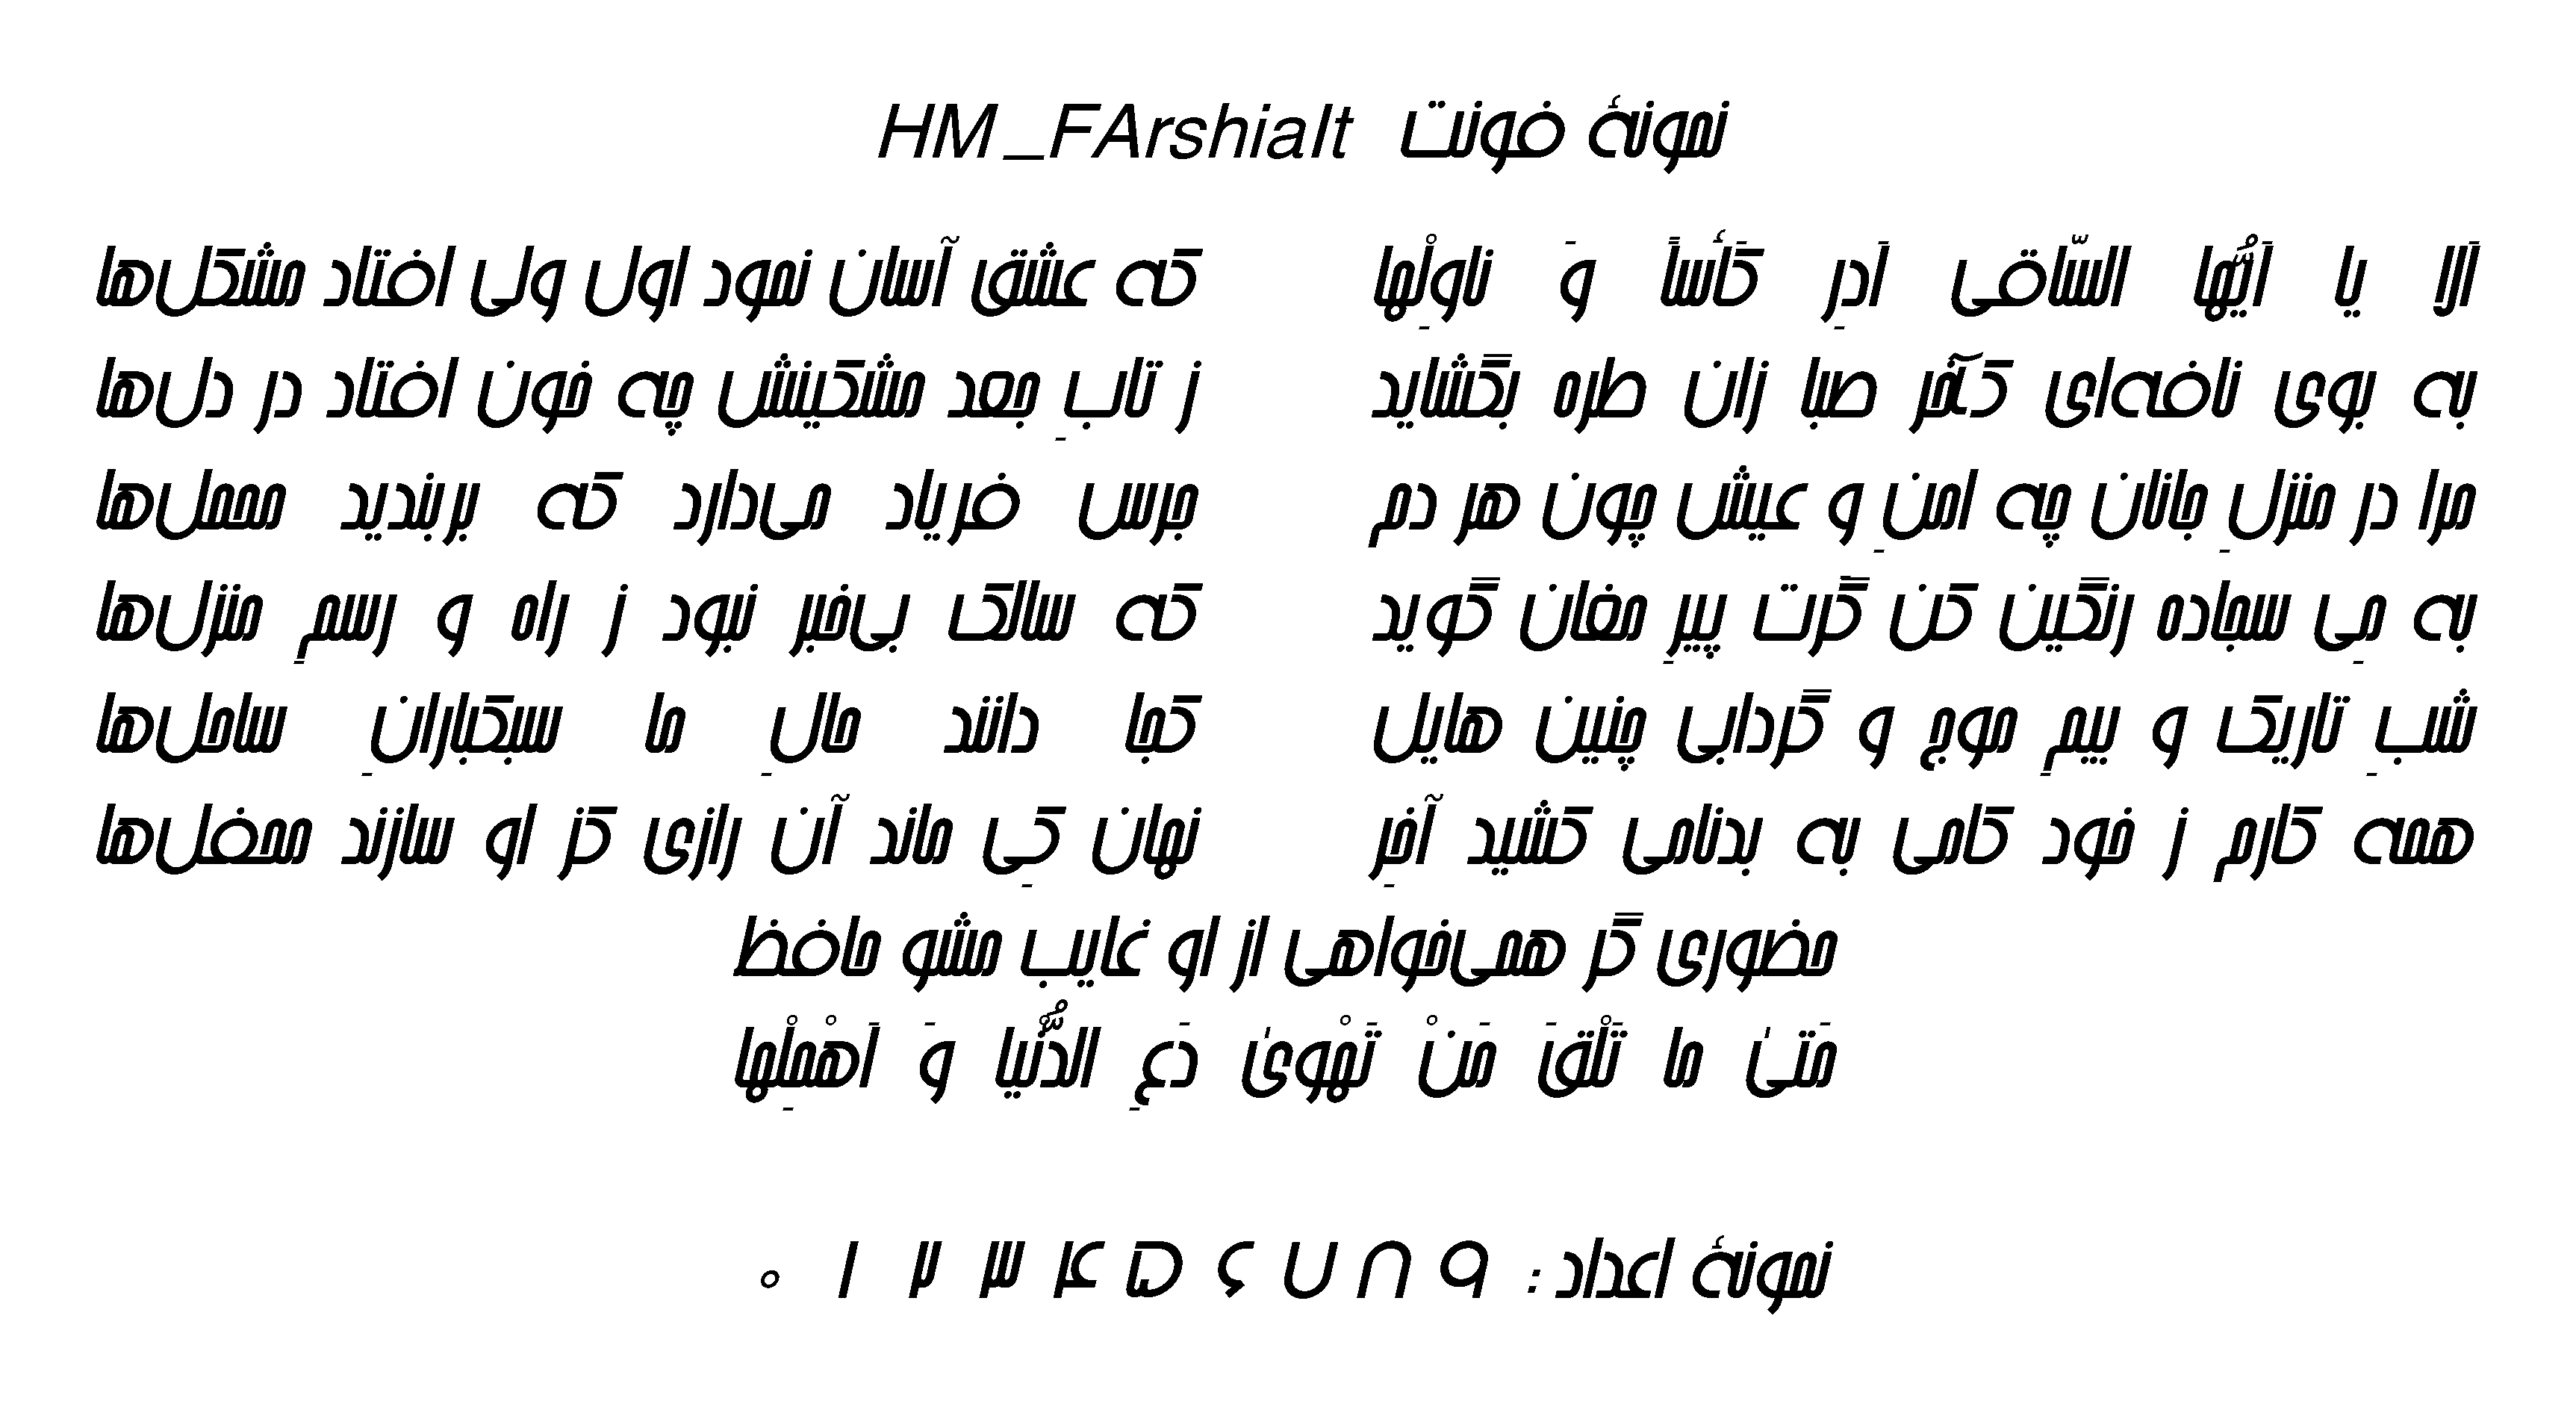 نمونهٔ فونت HM_FArshiaIt
اَلا یا اَیُّها السّاقی اَدِر کَأساً وَ ناوِلْها که عشق آسان نمود اول ولی افتاد مشکل‌ها
به بوی نافه‌ای کآخر صبا زان طره بگشاید ز تابِ جعد مشکینش چه خون افتاد در دل‌ها
مرا در منزلِ جانان چه امنِ و عیش چون هر دم جرس فریاد می‌دارد که بربندید محمل‌ها
به مِی سجاده رنگین کن گرت پیرِ مغان گوید که سالک بی‌خبر نبود ز راه و رسمِ منزل‌ها
شبِ تاریک و بیمِ موج و گردابی چنین هایل کجا دانند حالِ ما سبکبارانِ ساحل‌ها
همه کارم ز خود کامی به بدنامی کشید آخِر نهان کِی ماند آن رازی کز او سازند محفل‌ها
حضوری گر همی‌خواهی از او غایب مشو حافظ
مَتیٰ ما تَلْقَ مَنْ تَهْویٰ دَعِ الدُّنْیا وَ اَهْمِلْها
نمونهٔ اعداد: ۹ ۸ ۷ ۶ ۵ ۴ ۳ ۲ ۱ ۰